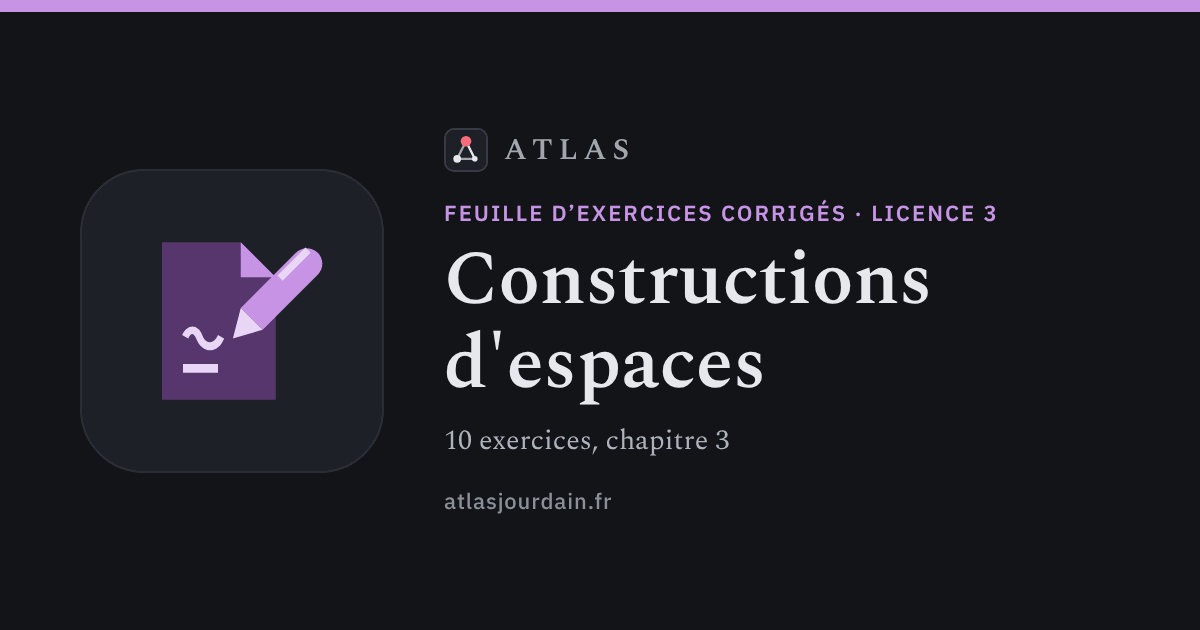 ATLAS
FEUILLE D’EXERCICES CORRIGÉS · LICENCE 3
Constructions
d'espaces
10 exercices, chapitre 3
atlasjourdain.fr